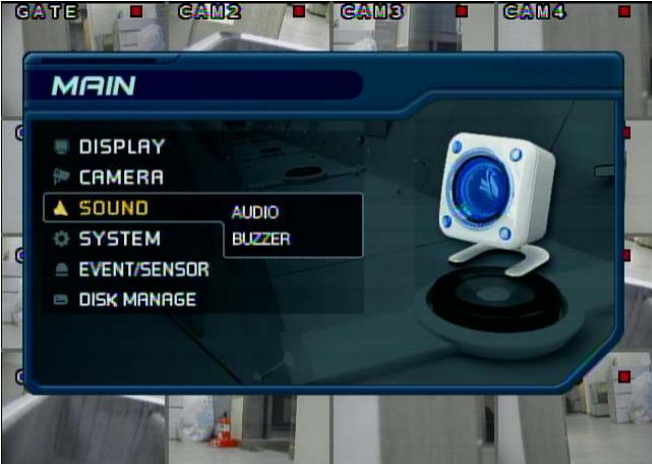 GATE
CAM2
CAM3
CAM4
MAIN
DISPLAY
CAMERA
SOUND
AUDIO
SYSTEM
BUZZER
EVENT/SENSOR
DISK MANAGE